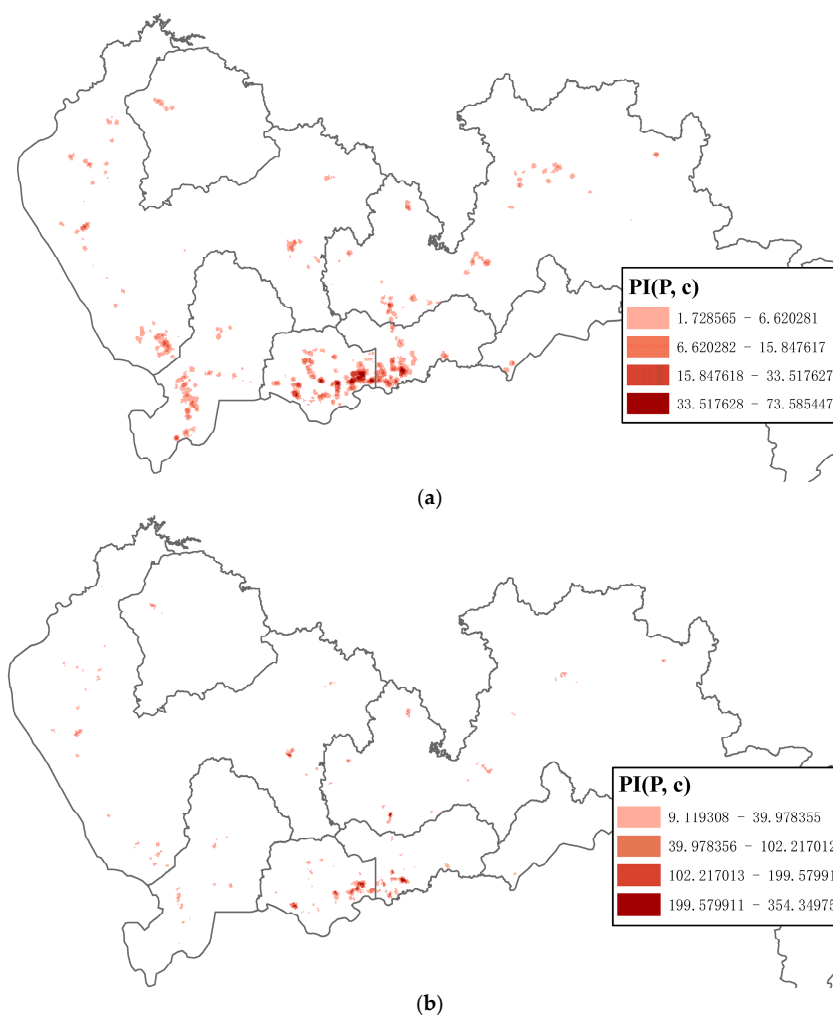 PI(P, c)
1.728565 - 6.620281
6.620282 - 15.847617
15.847618 - 33.517627
33.517628 - 73.585447
(a)
PI(P, c)
9.119308 - 39.978355
39.978356 - 102.217012
102.217013 - 199.57991
199.579911 - 354.34975
(b)